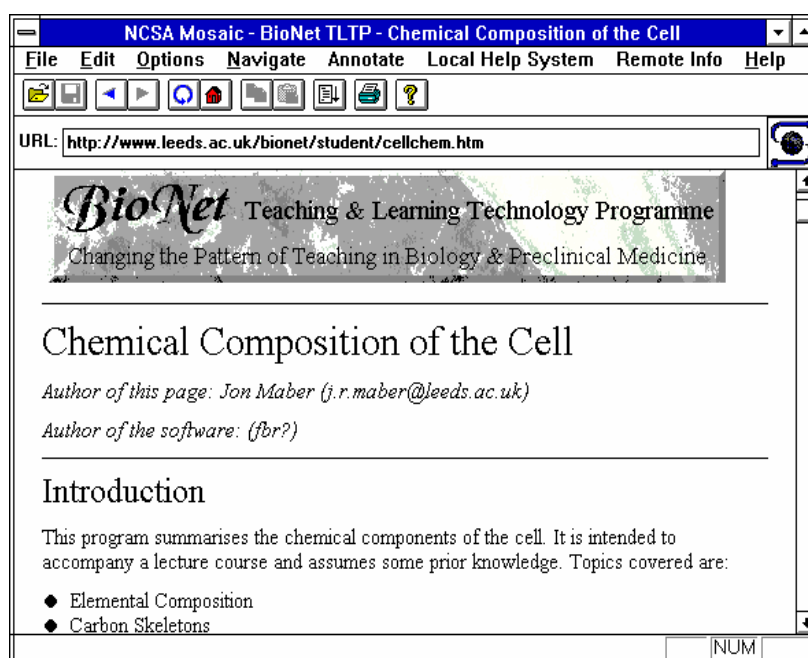 NCSA Mosaic - BioNet TLTP - Chemical Composition of the Cell
File Edit Options Navigate Annotate Local Help System Remote Info Help
URL: http://www.leeds.ac.uk/bionet/student/cellchem.htm
BioNet Teaching & Learning Technology Programme
Changing the Pattern of Teaching in Biology & Preclinical Medicine
Chemical Composition of the Cell
Author of this page: Jon Maber (j.r.maber@leeds.ac.uk)
Author of the software: (fbr?)
Introduction
This program summarises the chemical components of the cell. It is intended to
accompany a lecture course and assumes some prior knowledge. Topics covered are:
Elemental Composition
Carbon Skeletons
NUM